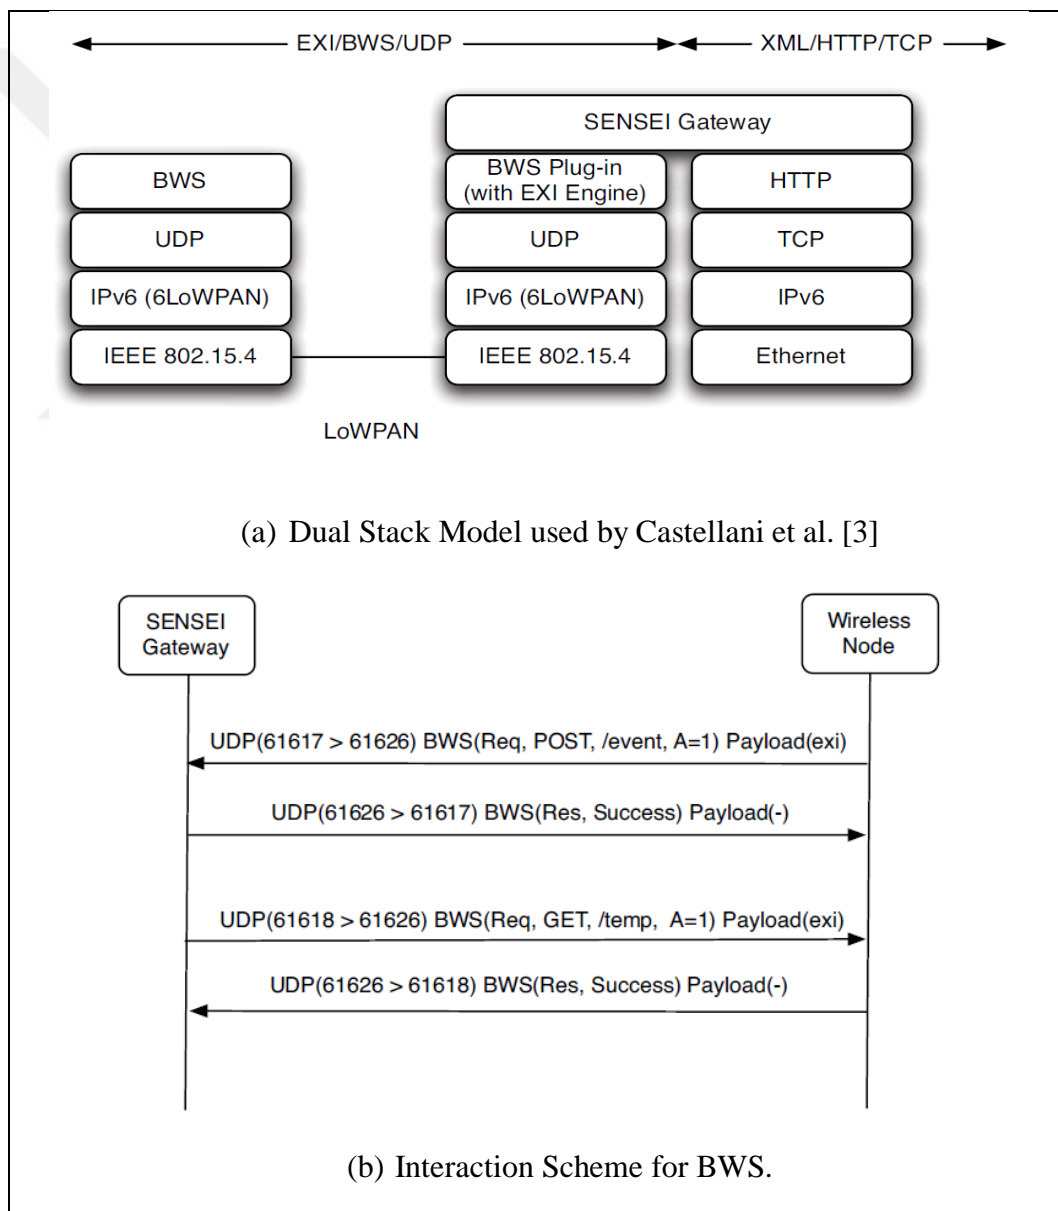 EXI/BWS/UDP XML/HTTP/TCP
SENSEI Gateway
BWS
BWS Plug-in
(with EXI Engine)
HTTP
UDP UDP TCP
IPv6 (6LoWPAN) IPv6 (6LoWPAN) IPv6
IEEE 802.15.4 IEEE 802.15.4 Ethernet
LoWPAN
(a) Dual Stack Model used by Castellani et al. [3]
SENSEI
Gateway
Wireless
Node
UDP(61617 > 61626) BWS(Req, POST, /event, A=1) Payload(exi)
UDP(61626 > 61617) BWS(Res, Success) Payload(-)
UDP(61618 > 61626) BWS(Req, GET, /temp, A=1) Payload(exi)
UDP(61626 > 61618) BWS(Res, Success) Payload(-)
(b) Interaction Scheme for BWS.